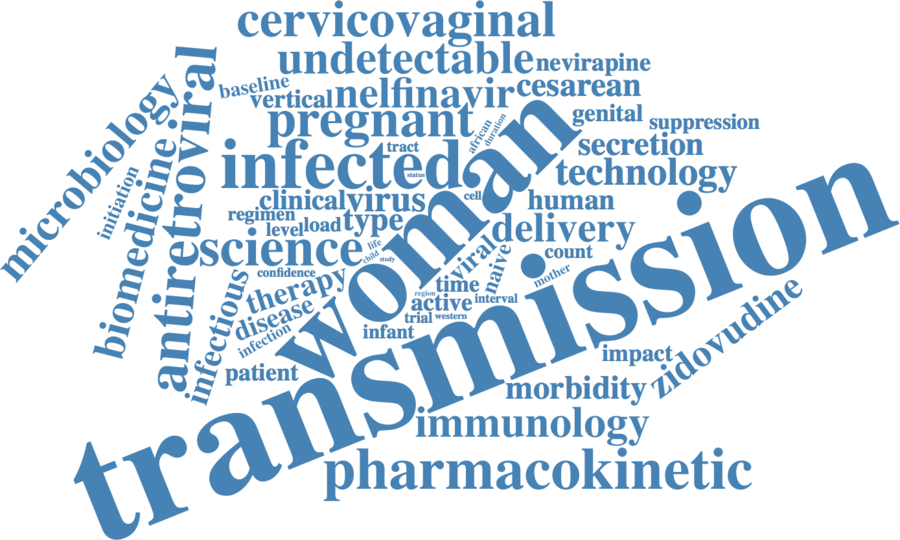 cervicovaginal
undetectable
nevirapine
baseline
vertical
nelfinavir
cesarean
microbiology
antiretroviral
pregnant
african
duration
genital
suppression
tract
secretion
initiation
biomedicine
infected
status
woman
technology
clinical
virus
cell
human
regimen
level
load
type
delivery
science
life
child
study
viral
naive
count
confidence
mother
infectious
therapy
time
region
active
interval
disease
trial
western
infection
infant
transmission
patient
impact
zidovudine
morbidity
immunology
pharmacokinetic